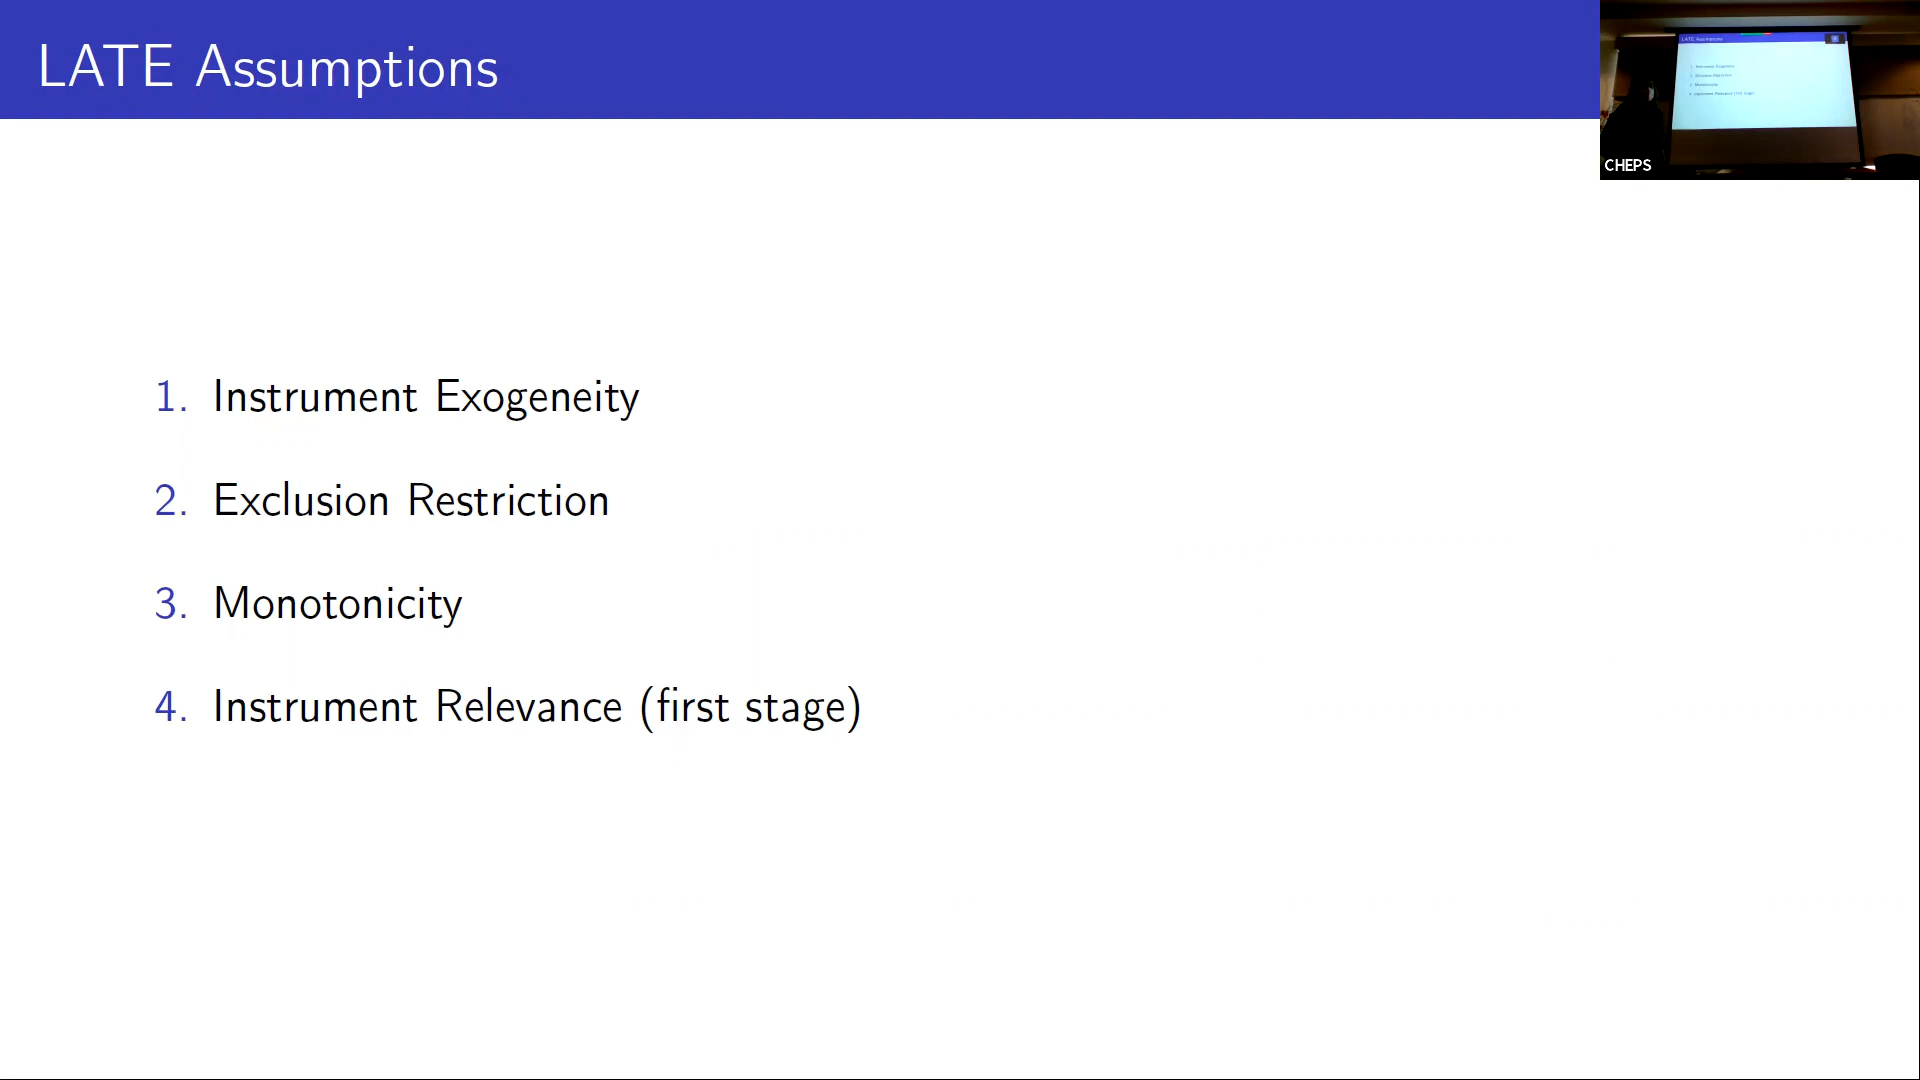 LATE Assumptions
1. Instrument Exogeneity
2. Exclusion Restriction
3. Monotonicity
4. Instrument Relevance (first stage)
CHEPS